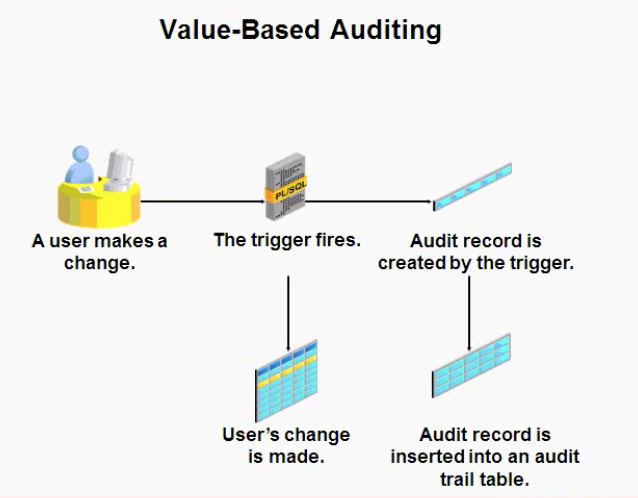 Value-Based Auditing
PL/SQL
A user makes a
change.
The trigger fires.
Audit record is
created by the trigger.
User's change
is made.
Audit record is
inserted into an audit
trail table.